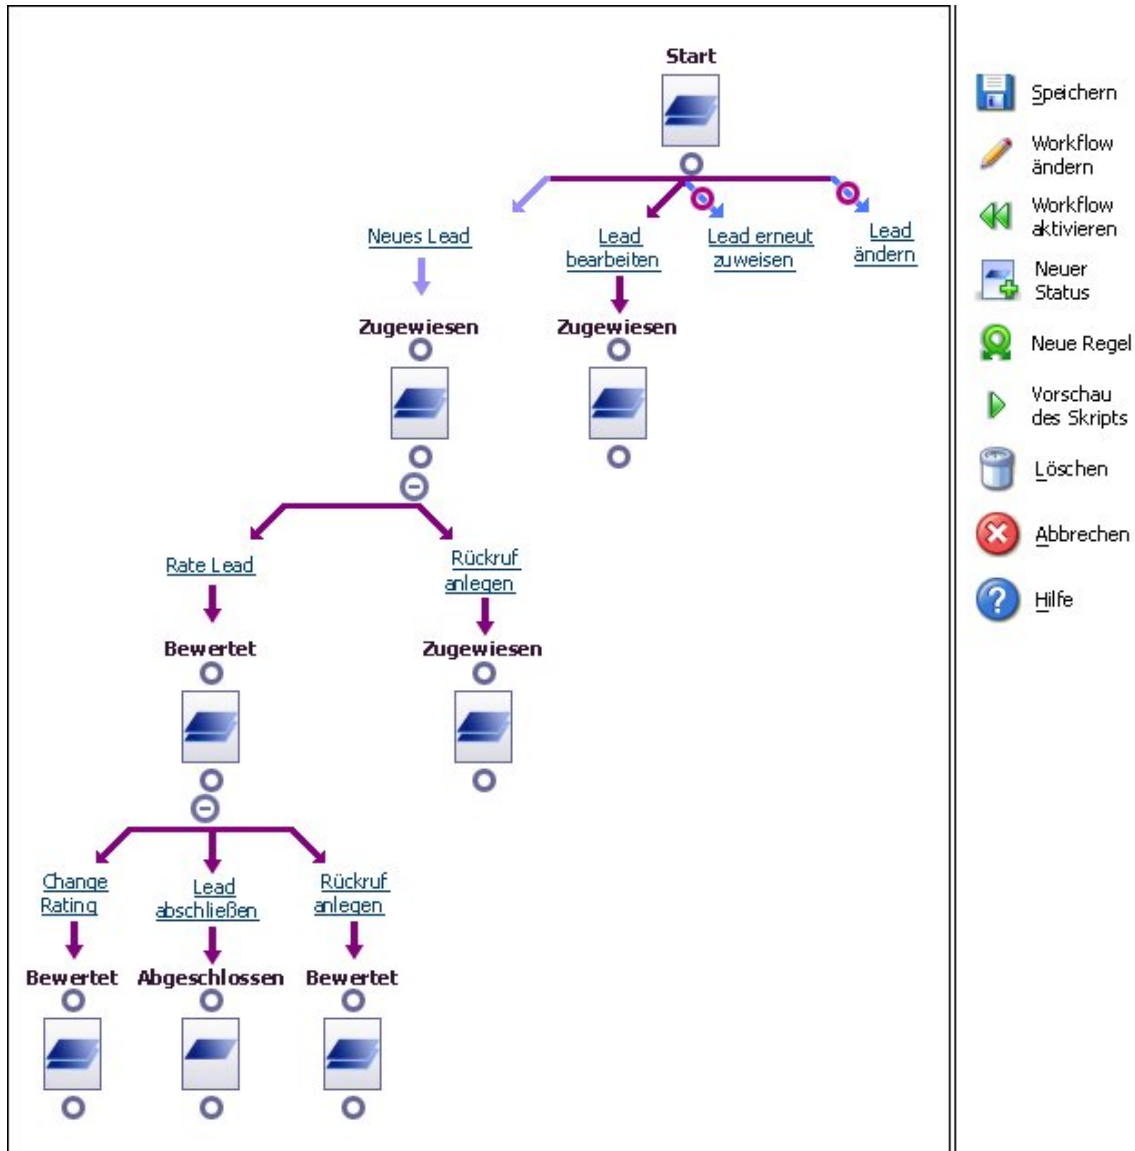 Start
Neues Lead
Lead
bearbeiten
Lead erneut
zuweisen
Lead
ändern
Zugewiesen
Zugewiesen
Rate Lead
Rückruf
anlegen
Bewertet
Zugewiesen
Change
Rating
Lead
abschließen
Rückruf
anlegen
Bewertet
Abgeschlossen
Bewertet
Speichern
Workflow
ändern
Workflow
aktivieren
Neuer
Status
Neue Regel
Vorschau
des Skripts
Löschen
Abbrechen
Hilfe